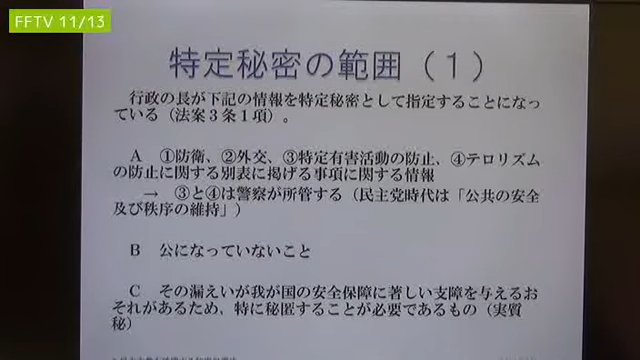 FFTV 11/13
特定秘密の範囲（１）
行政の長が下記の情報を特定秘密として指定することになっ
ている（法案３条１項）。
Ａ　①防衛、②外交、③特定有害活動の防止、④テロリズム
の防止に関する別表に掲げる事項に関する情報
→　③と④は警察が所管する（民主党時代は「公共の安全
及び秩序の維持」）
Ｂ　公になっていないこと
Ｃ　その漏えいが我が国の安全保障に著しい支障を与えるお
それがあるため、特に秘匿することが必要であるもの（実質
秘）